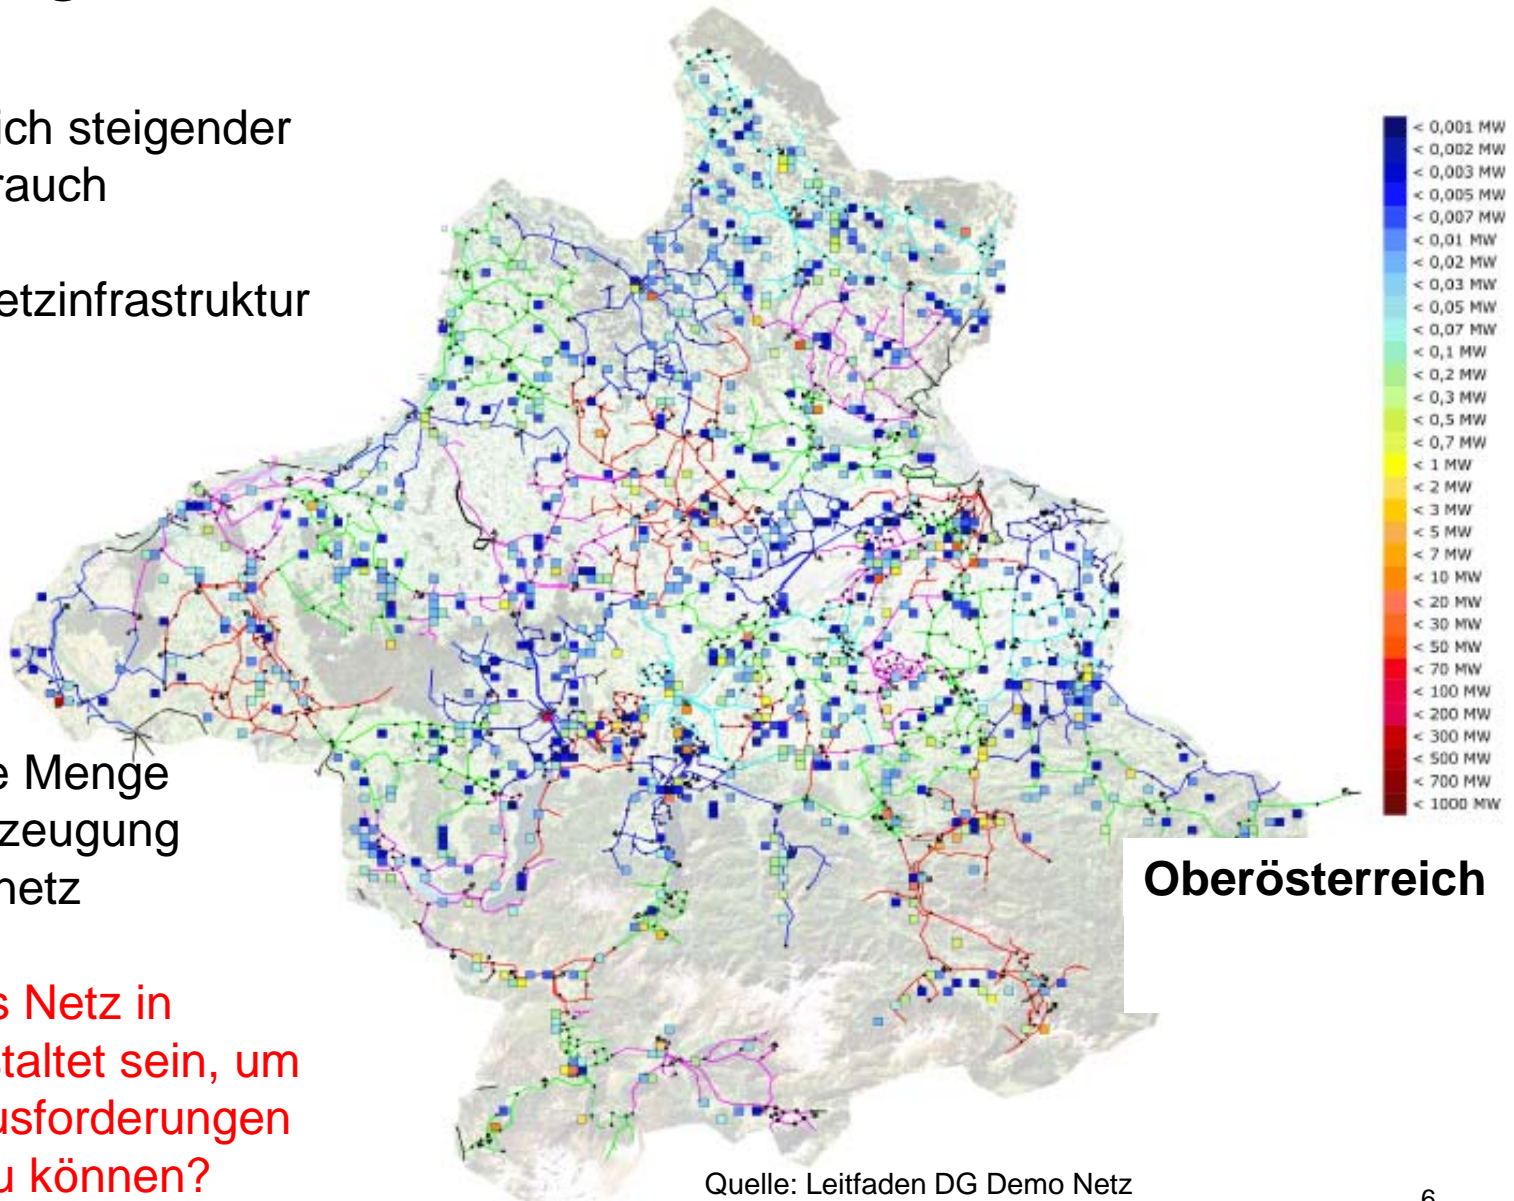 ich steigender
rauch
etzinfrastruktur
e Menge
zeugung
netz
s Netz in
staltet sein, um
usforderungen
u können?
< 0,001 MW
< 0,002 MW
< 0,003 MW
< 0,005 MW
< 0,007 MW
< 0,01 MW
< 0,02 MW
< 0,03 MW
< 0,05 MW
< 0,07 MW
< 0,1 MW
< 0,2 MW
< 0,3 MW
< 0,5 MW
< 0,7 MW
< 1 MW
< 2 MW
< 3 MW
< 5 MW
< 7 MW
< 10 MW
< 20 MW
< 30 MW
< 50 MW
< 70 MW
< 100 MW
< 200 MW
< 300 MW
< 500 MW
< 700 MW
< 1000 MW
Oberösterreich
Quelle: Leitfaden DG Demo Netz
6